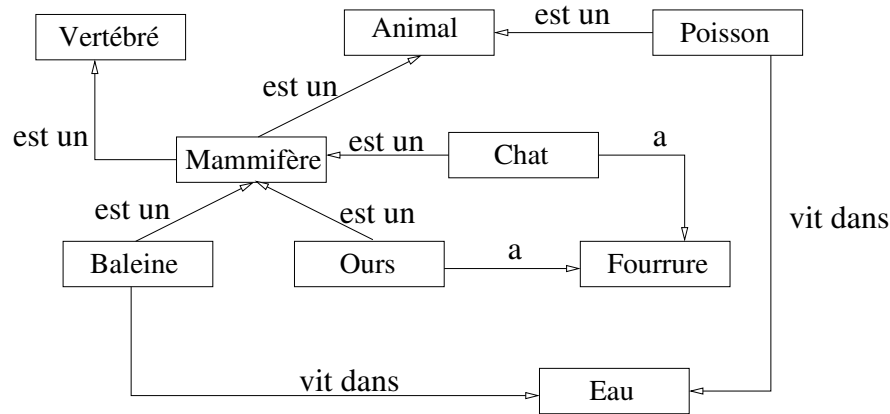 est un
Vertébré
Animal
Poisson
est un
est un
Mammifère
est un
Chat
a
est un
est un
vit dans
Baleine
Ours
a
Fourrure
vit dans
Eau